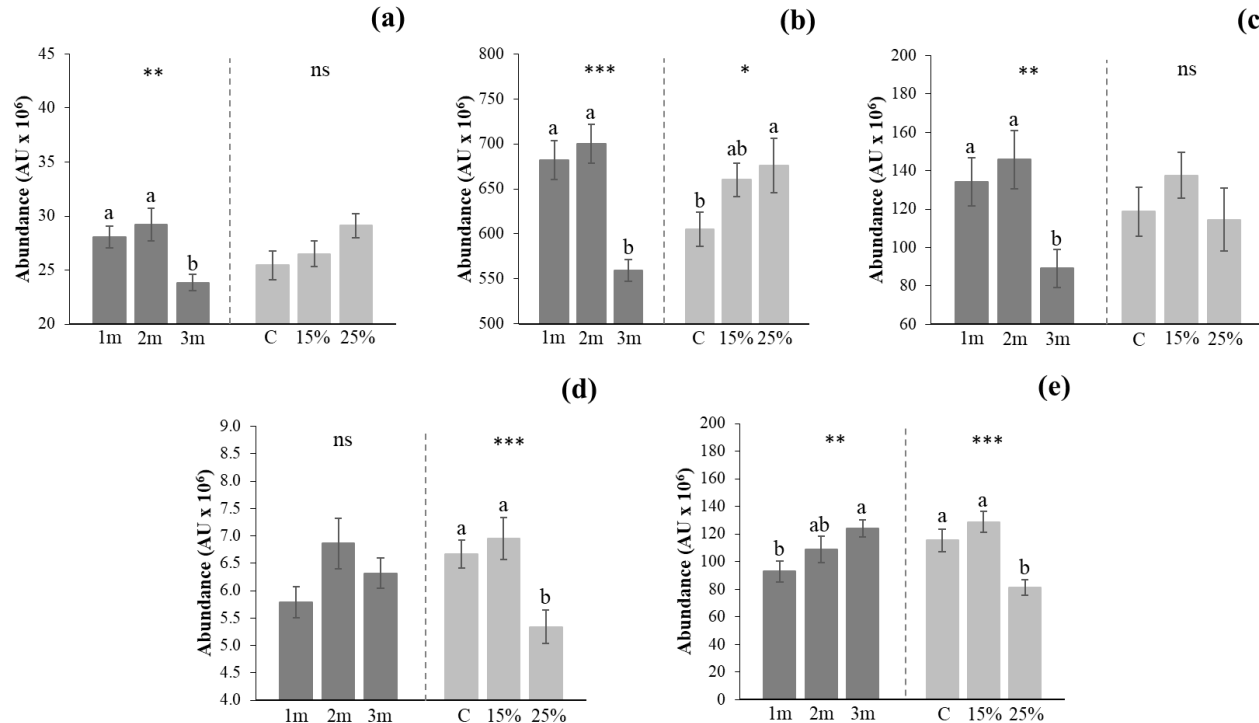 (a)
45
40
35
30
25
20
Abundance (AU x 10⁶)
** ns
a a b
1m 2m 3m C 15% 25%
(b)
800
750
700
650
600
550
500
Abundance (AU x 10⁶)
*** *
a a b b ab a
1m 2m 3m C 15% 25%
(c
200
180
160
140
120
100
80
60
Abundance (AU x 10⁶)
** ns
a a b
1m 2m 3m C 15% 25%
(d)
9.0
8.5
8.0
7.5
7.0
6.5
6.0
5.5
5.0
4.5
4.0
Abundance (AU x 10⁶)
ns ***
a a b
1m 2m 3m C 15% 25%
(e)
200
180
160
140
120
100
80
60
40
20
0
Abundance (AU x 10⁶)
** ***
b ab a a a b
1m 2m 3m C 15% 25%